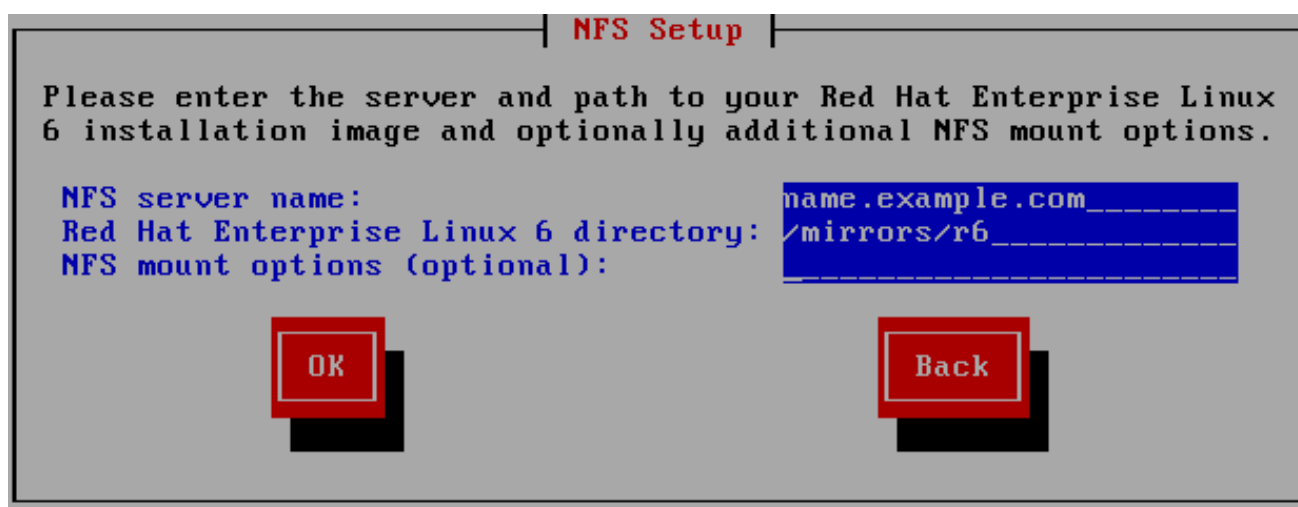 NFS Setup
Please enter the server and path to your Red Hat Enterprise Linux
6 installation image and optionally additional NFS mount options.
NFS server name: name.example.com________
Red Hat Enterprise Linux 6 directory: /mirrors/r6_____________
NFS mount options (optional): ________________________
OK Back